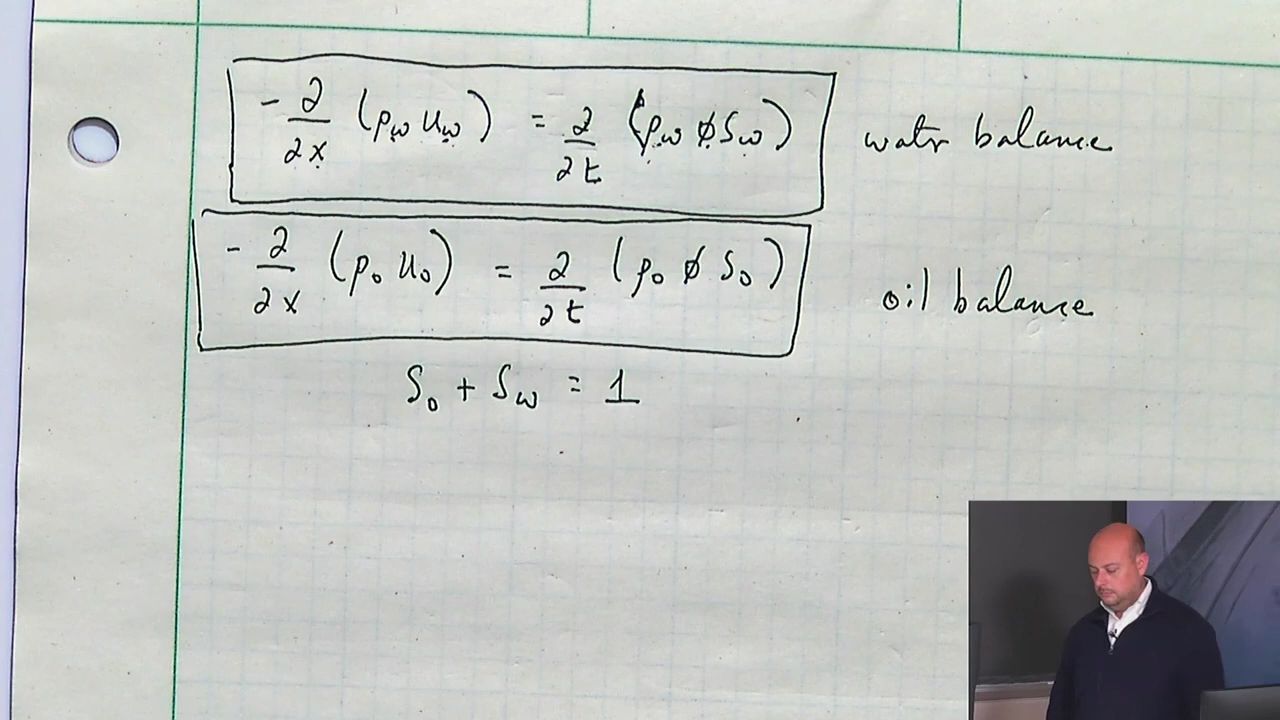 - ∂/∂x (ρw uw) = ∂/∂t (ρw ϕ Sw) water balance
- ∂/∂x (ρo uo) = ∂/∂t (ρo ϕ So) oil balance
So + Sw = 1